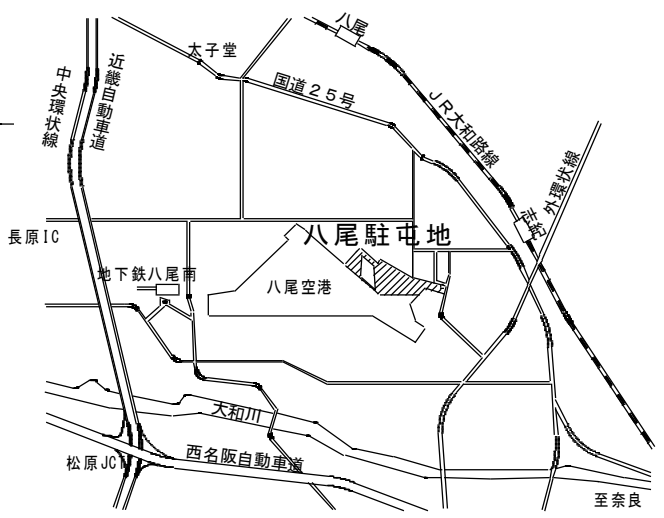 八尾
太子堂
国道25号
近畿自動車道
中央環状線
JR大和路線
外環状線
志紀
八尾駐屯地
長原IC
地下鉄八尾南
八尾空港
大和川
西名阪自動車道
松原JCT
至奈良